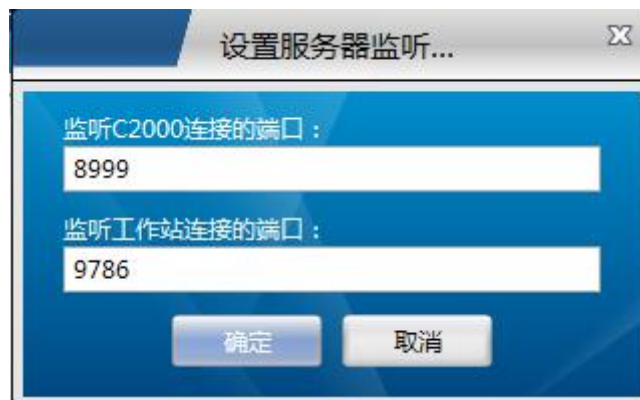 设置服务器监听...
监听C2000连接的端口：
8999
监听工作站连接的端口：
9786
确定 取消